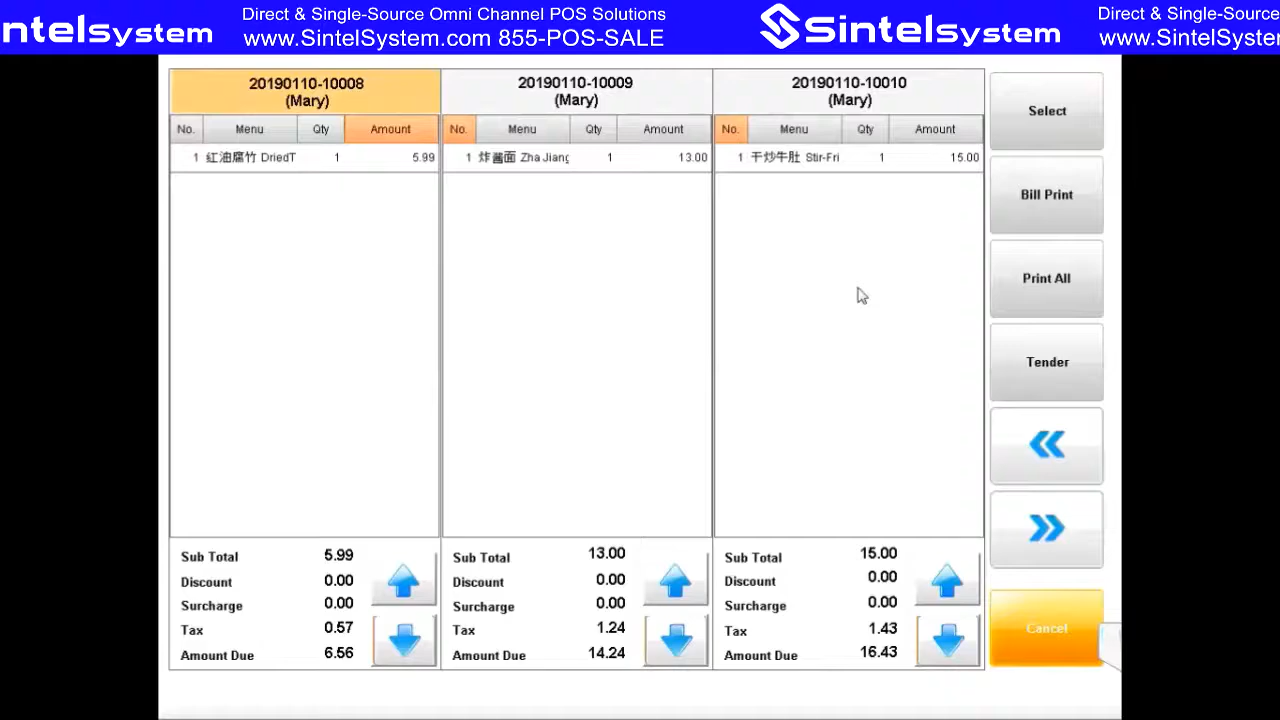 Direct & Single-Source Omni Channel POS Solutions
www.SintelSystem.com 855-POS-SALE
intelsystem
Sintelsystem
Direct & Single-Source
www.SintelSyster
20190110-10008
(Mary)
No. Menu Qty Amount
1 红油腐竹 DriedT 1 5.99
Sub Total 5.99
Discount 0.00
Surcharge 0.00
Tax 0.57
Amount Due 6.56
20190110-10009
(Mary)
No. Menu Qty Amount
1 炸酱面 Zha Jiang 1 13.00
Sub Total 13.00
Discount 0.00
Surcharge 0.00
Tax 1.24
Amount Due 14.24
20190110-10010
(Mary)
No. Menu Qty Amount
1 干炒牛肚 Stir-Fri 1 15.00
Sub Total 15.00
Discount 0.00
Surcharge 0.00
Tax 1.43
Amount Due 16.43
Select
Bill Print
Print All
Tender
Cancel